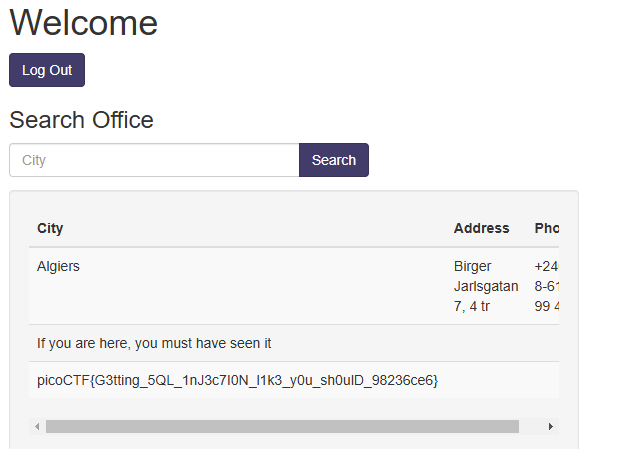 Welcome
Log Out
Search Office
City
Search
City Address Pho
Algiers Birger +24
Jarlsgatan 8-61
7, 4 tr 99 4
If you are here, you must have seen it
picoCTF{G3tting_5QL_1nJ3c7I0N_l1k3_y0u_sh0ulD_98236ce6}